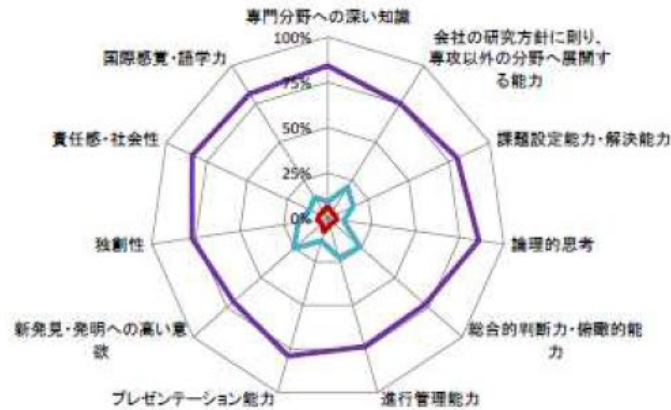 専門分野への深い知識
会社の研究方針に則り、
専攻以外の分野へ展開す
る能力
課題設定能力・解決能力
論理的思考
総合的判断力・俯瞰的能
力
進行管理能力
プレゼンテーション能力
新発見・発明への高い意
欲
独創性
責任感・社会性
国際感覚・語学力
100%
75%
50%
25%
0%